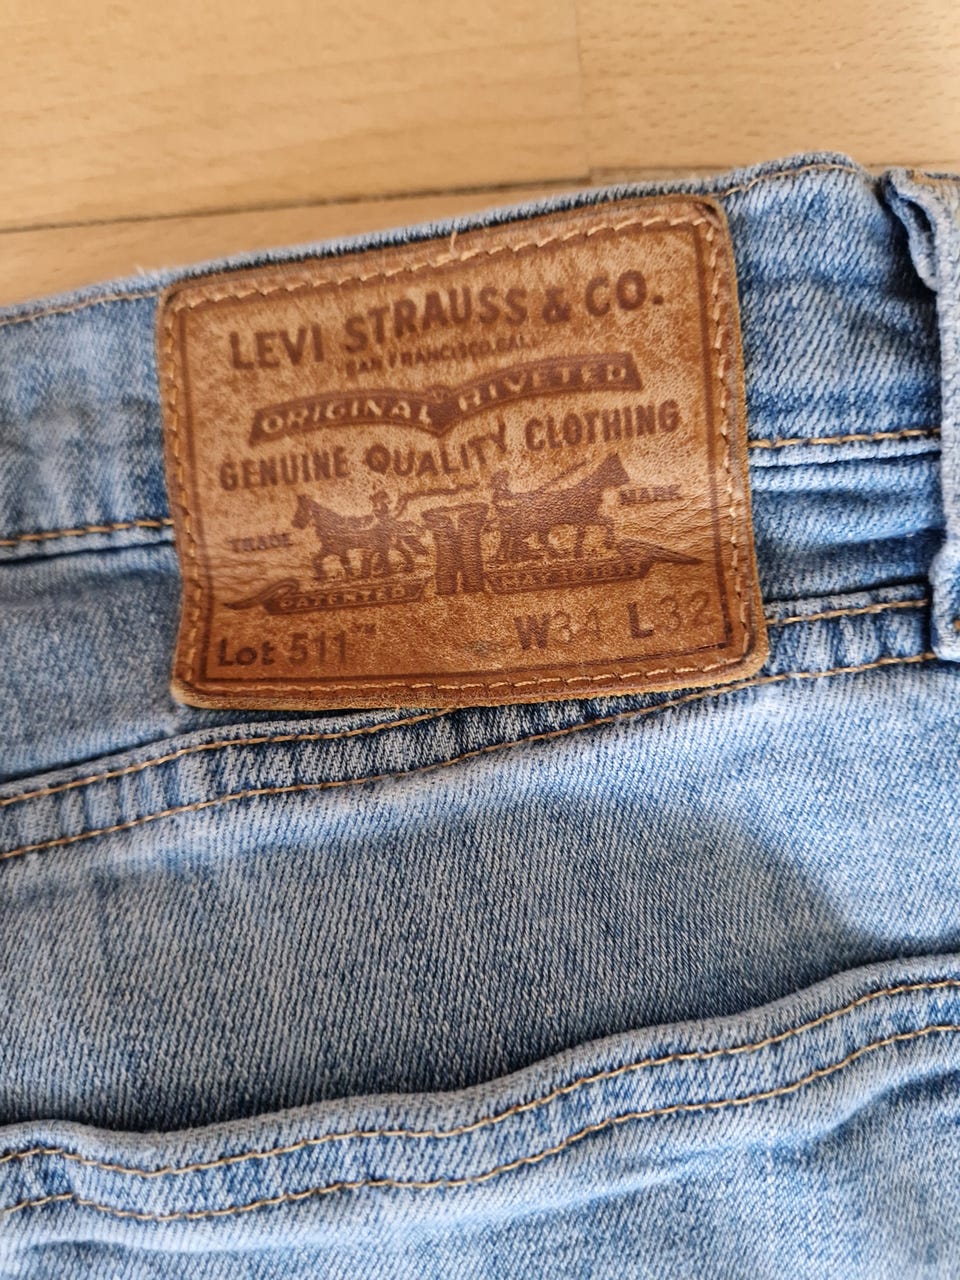 LEVI STRAUSS & CO.
SAN FRANCISCO, CAL.
ORIGINAL RIVETED
GENUINE QUALITY CLOTHING
TRADE MARK
PATENTED MAY 20 1873
Lot 511™ W34 L32